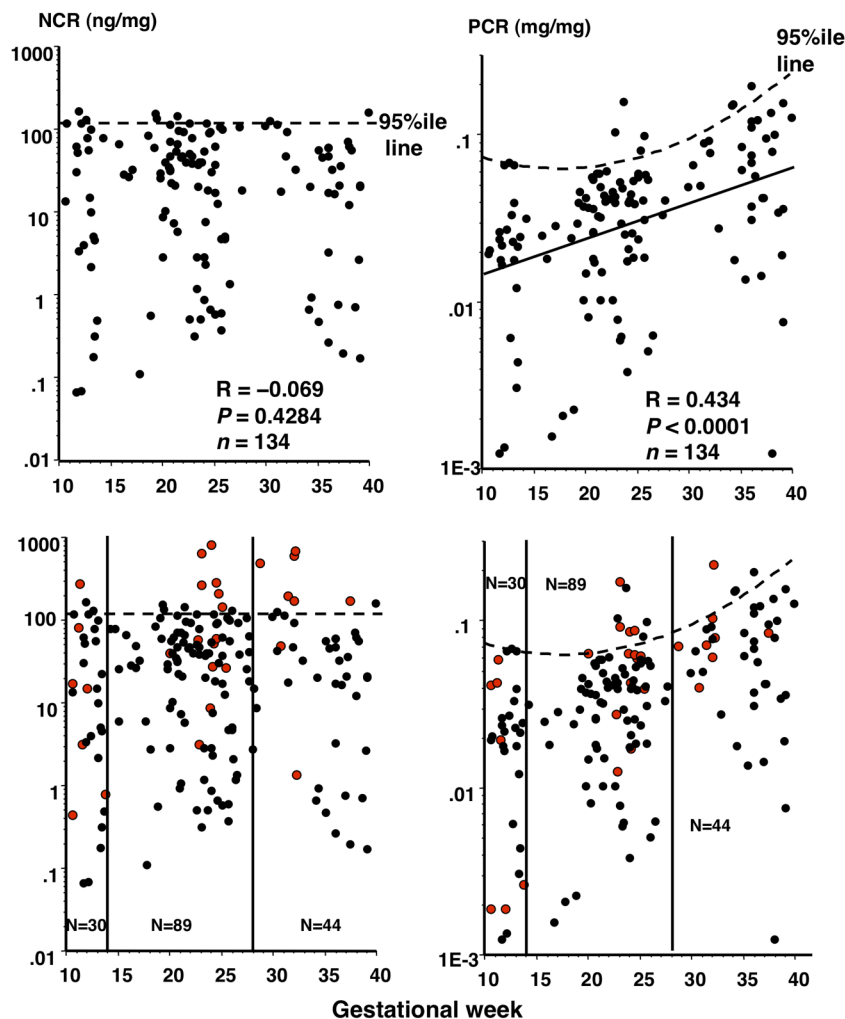 NCR (ng/mg)
1000
100
10
1
.1
.01
95%ile
line
R = –0.069
P = 0.4284
n = 134
10 15 20 25 30 35 40
PCR (mg/mg)
95%ile
line
.1
.01
1E-3
R = 0.434
P < 0.0001
n = 134
10 15 20 25 30 35 40
1000
100
10
1
.1
.01
N=30 N=89 N=44
10 15 20 25 30 35 40
N=30 N=89
.1
.01
N=44
1E-3
10 15 20 25 30 35 40
Gestational week